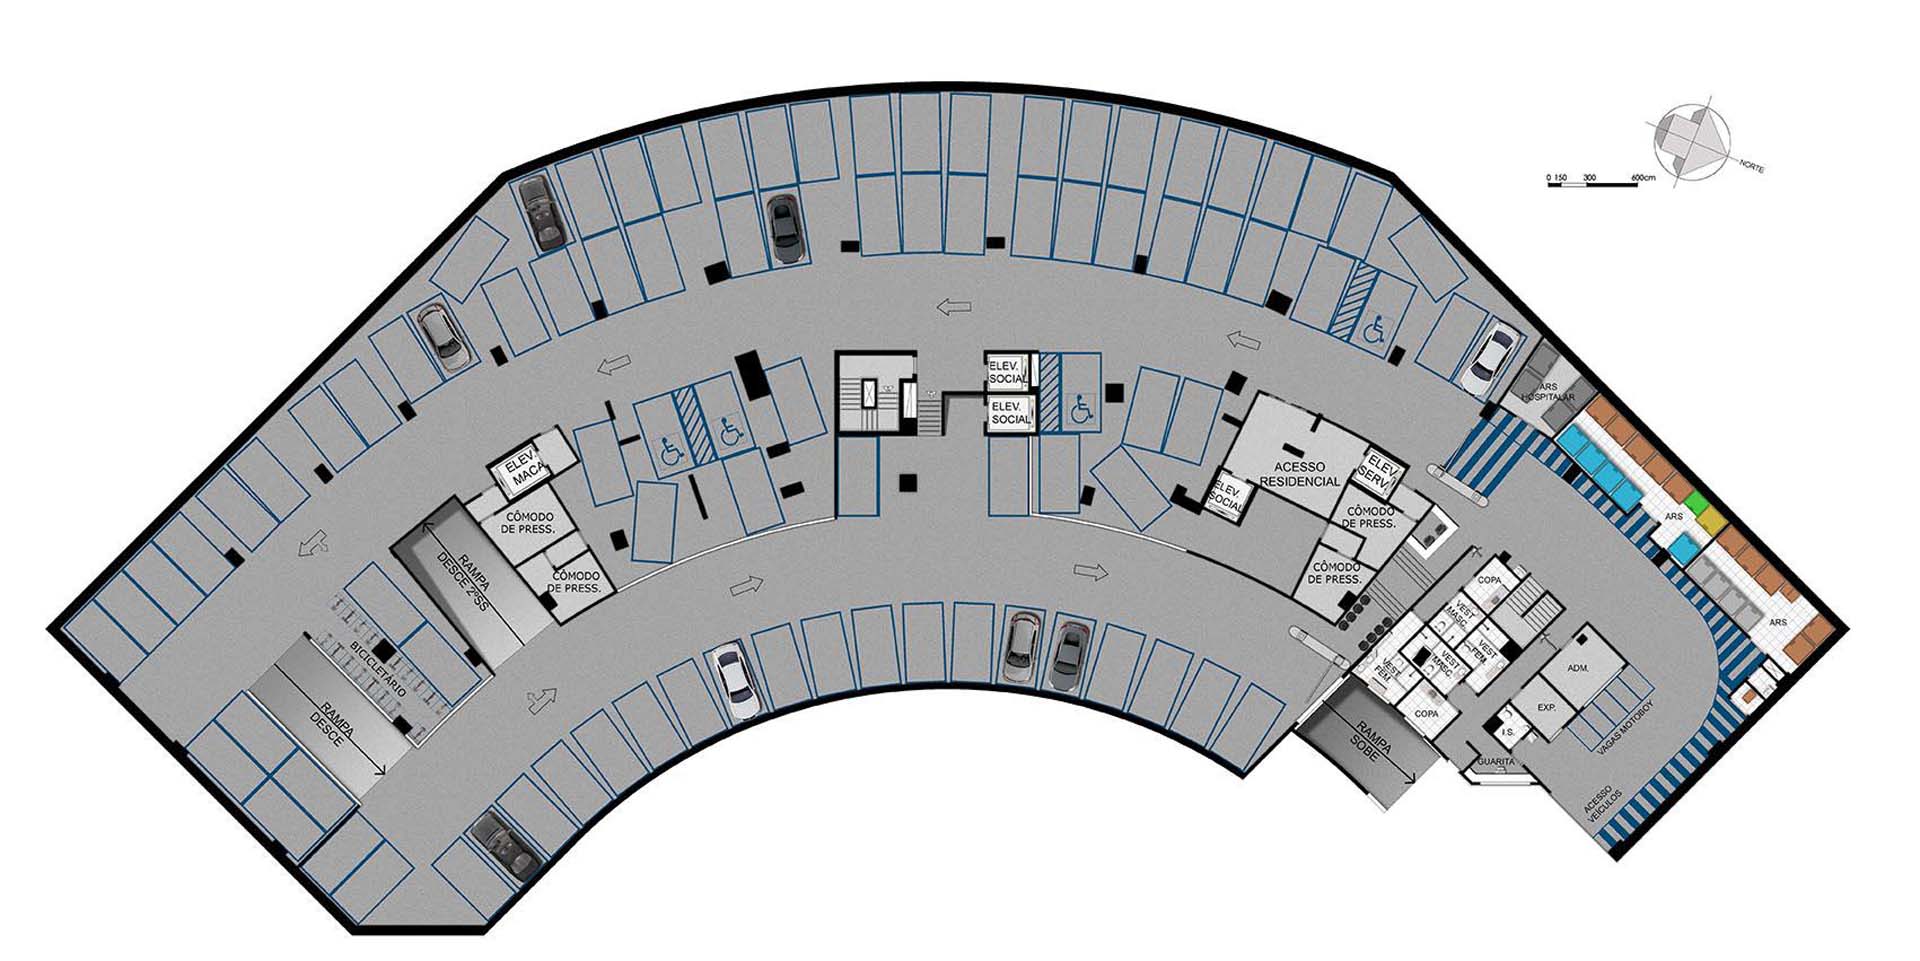 NORTE
0 150 300 600cm
ELEV.
SOCIAL
ELEV.
SOCIAL
ARS
HOSPITALAR
ELEV.
MACA
ACESSO
RESIDENCIAL
ELEV.
SERV.
ELEV.
SOCIAL
CÔMODO
DE PRESS.
CÔMODO
DE PRESS.
ARS
RAMPA
DESCE 2ºSS
CÔMODO
DE PRESS.
CÔMODO
DE PRESS.
COPA
VEST
MASC.
ARS
VEST
FEM.
VEST
MASC.
VEST
FEM.
BICICLETÁRIO
ADM.
RAMPA
DESCE
EXP.
COPA
I.S.
VAGAS MOTOBOY
RAMPA
SOBE
GUARITA
ACESSO
VEÍCULOS